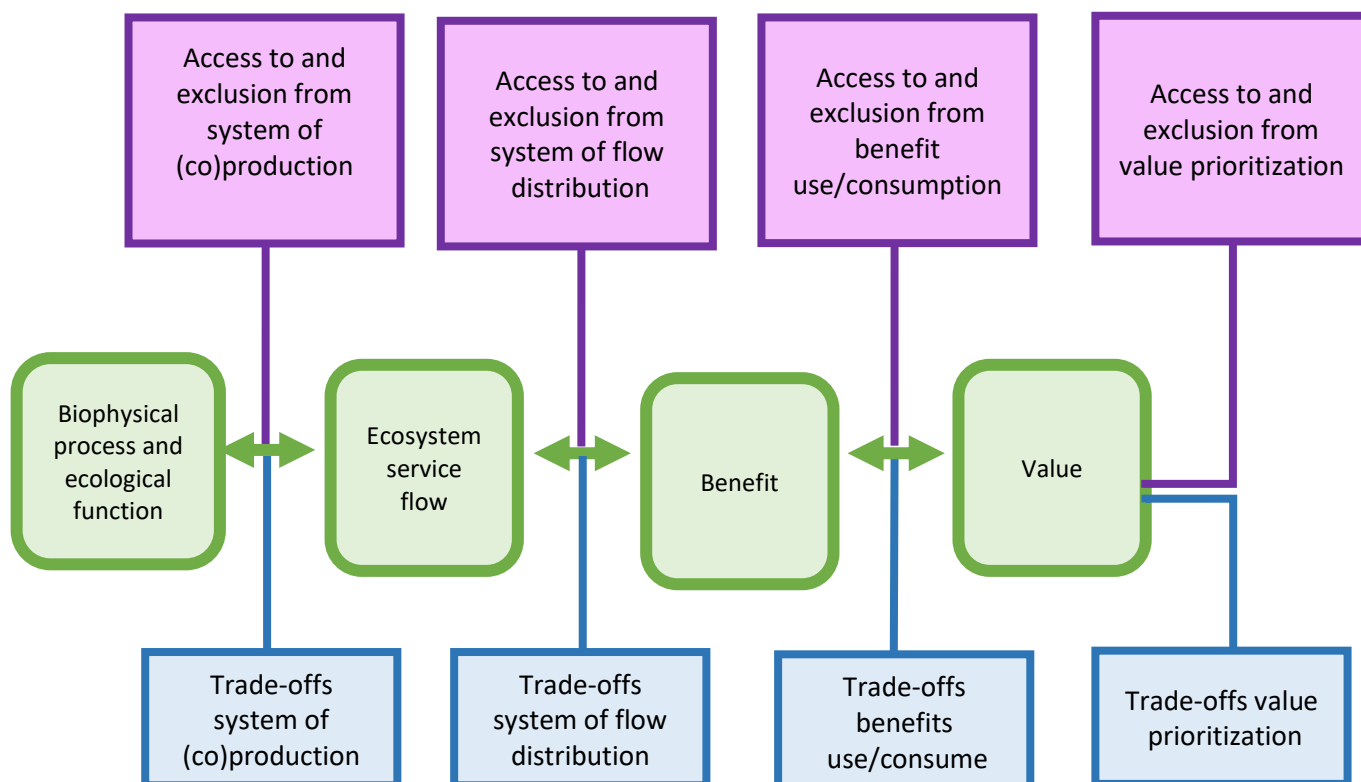 Access to and
exclusion from
system of
(co)production
Access to and
exclusion from
system of flow
distribution
Access to and
exclusion from
benefit
use/consumption
Access to and
exclusion from
value prioritization
Biophysical
process and
ecological
function
Ecosystem
service
flow
Benefit
Value
Trade-offs
system of
(co)production
Trade-offs
system of flow
distribution
Trade-offs
benefits
use/consume
Trade-offs value
prioritization